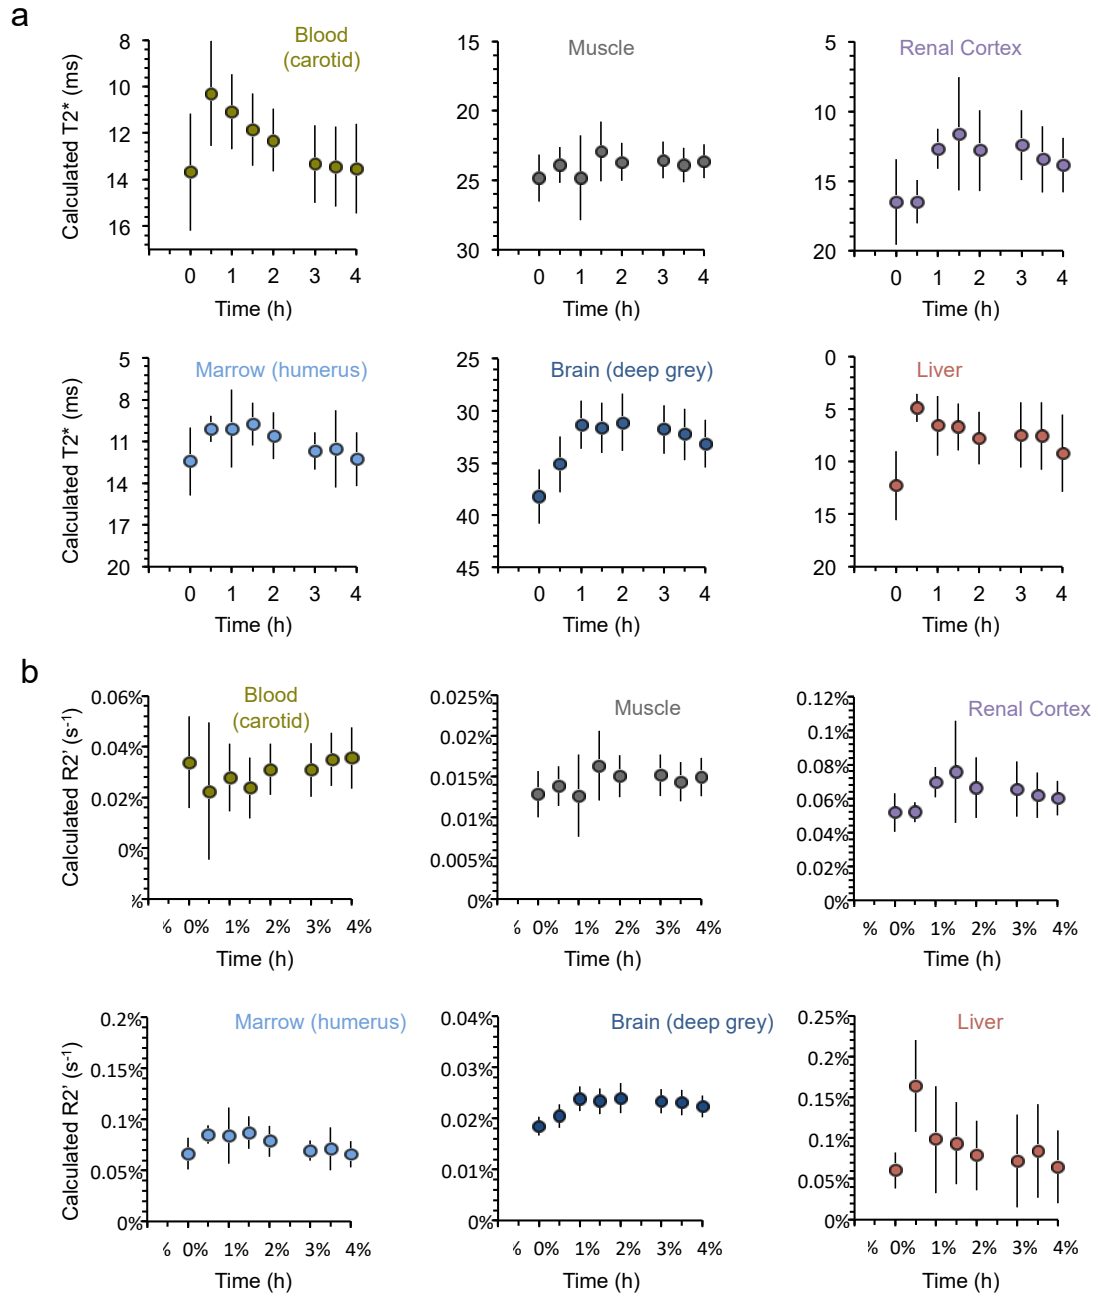 a
Blood
(carotid)
Calculated T2* (ms)
8
10
12
14
16
0 1 2 3 4
Time (h)
Muscle
15
20
25
30
0 1 2 3 4
Time (h)
Renal Cortex
5
10
15
20
0 1 2 3 4
Time (h)
Marrow (humerus)
Calculated T2* (ms)
5
8
11
14
17
20
0 1 2 3 4
Time (h)
Brain (deep grey)
25
30
35
40
45
0 1 2 3 4
Time (h)
Liver
0
5
10
15
20
0 1 2 3 4
Time (h)
b
Blood
(carotid)
Calculated R2' (s-1)
0.06%
0.04%
0.02%
0%
%
% 0% 1% 2% 3% 4%
Time (h)
Muscle
0.025%
0.02%
0.015%
0.01%
0.005%
0%
% 0% 1% 2% 3% 4%
Time (h)
Renal Cortex
0.12%
0.1%
0.08%
0.06%
0.04%
0.02%
0%
% 0% 1% 2% 3% 4%
Time (h)
Marrow (humerus)
Calculated R2' (s-1)
0.2%
0.15%
0.1%
0.05%
0%
% 0% 1% 2% 3% 4%
Time (h)
Brain (deep grey)
0.04%
0.03%
0.02%
0.01%
0%
% 0% 1% 2% 3% 4%
Time (h)
Liver
0.25%
0.2%
0.15%
0.1%
0.05%
0%
% 0% 1% 2% 3% 4%
Time (h)